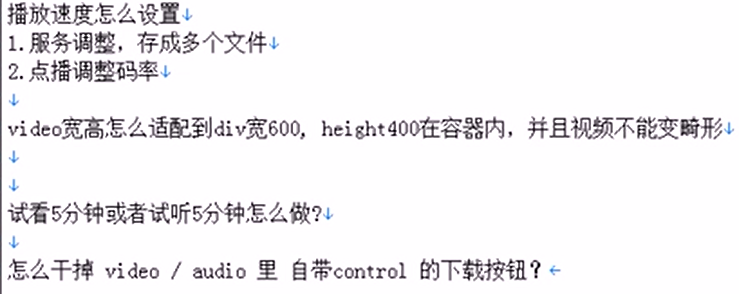 播放速度怎么设置↓
1.服务调整，存成多个文件↓
2.点播调整码率↓
↓
video宽高怎么适配到div宽600, height400在容器内，并且视频不能变畸形↓
↓
↓
试看5分钟或者试听5分钟怎么做?↓
↓
怎么干掉 video / audio 里 自带control 的下载按钮？←